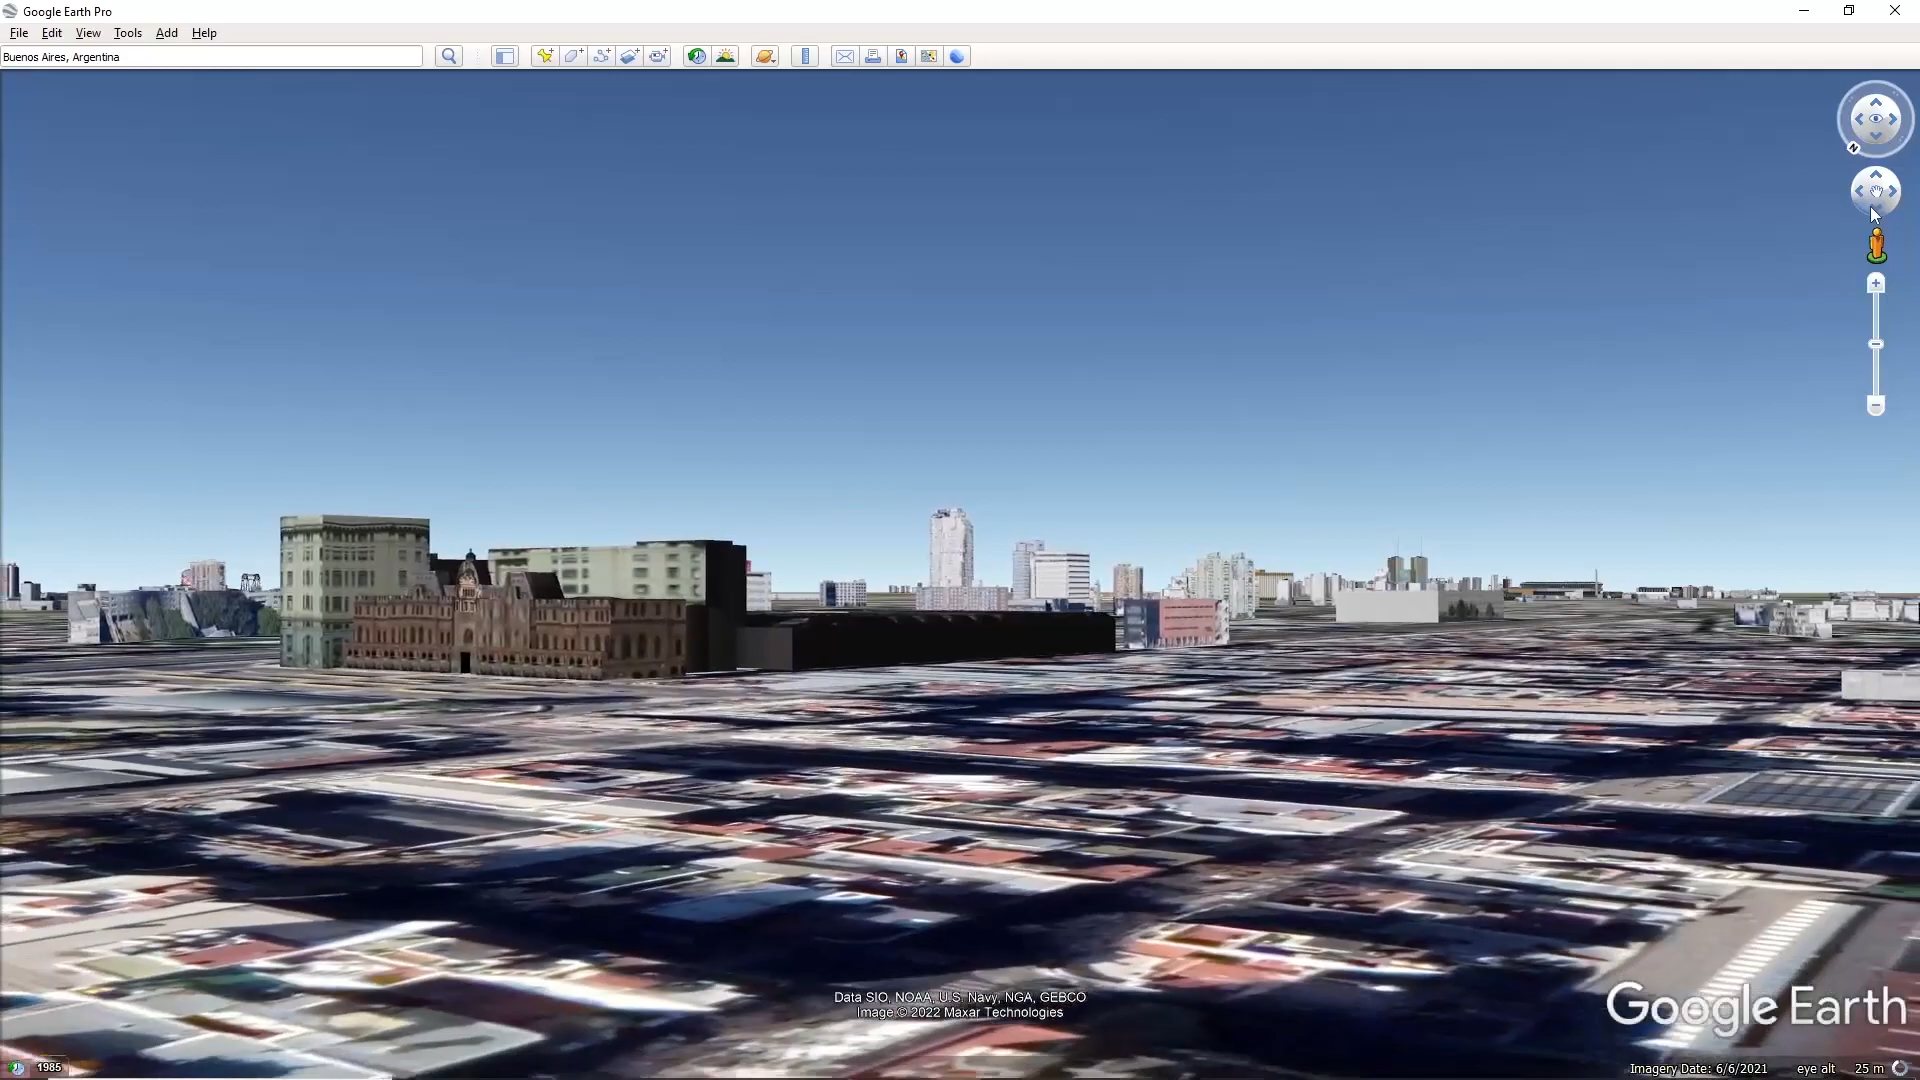 Google Earth Pro
File Edit View Tools Add Help
Buenos Aires, Argentina
N
Data SIO, NOAA, U.S. Navy, NGA, GEBCO
Image © 2022 Maxar Technologies
Google Earth
1985
Imagery Date: 6/6/2021 eye alt 25 m